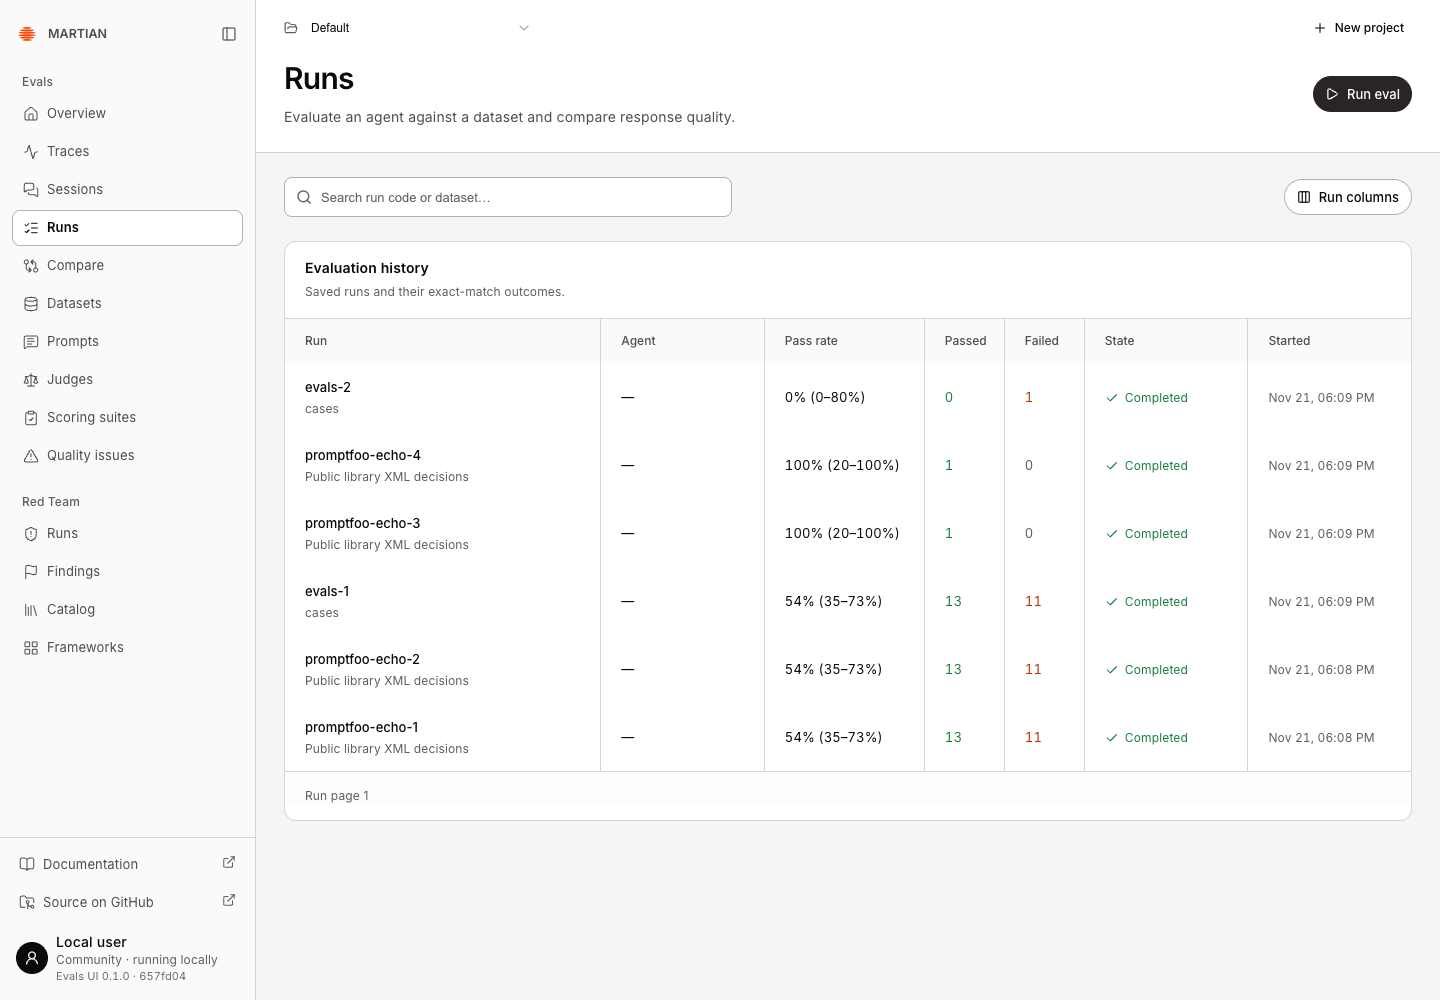 MARTIAN
Evals
Overview
Traces
Sessions
Runs
Compare
Datasets
Prompts
Judges
Scoring suites
Quality issues
Red Team
Runs
Findings
Catalog
Frameworks
Documentation
Source on GitHub
Local user
Community · running locally
Evals UI 0.1.0 · 657fd04
Default
New project
Runs
Evaluate an agent against a dataset and compare response quality.
Run eval
Search run code or dataset...
Run columns
Evaluation history
Saved runs and their exact-match outcomes.
Run Agent Pass rate Passed Failed State Started
evals-2
cases
— 0% (0–80%) 0 1 Completed Nov 21, 06:09 PM
promptfoo-echo-4
Public library XML decisions
— 100% (20–100%) 1 0 Completed Nov 21, 06:09 PM
promptfoo-echo-3
Public library XML decisions
— 100% (20–100%) 1 0 Completed Nov 21, 06:09 PM
evals-1
cases
— 54% (35–73%) 13 11 Completed Nov 21, 06:09 PM
promptfoo-echo-2
Public library XML decisions
— 54% (35–73%) 13 11 Completed Nov 21, 06:08 PM
promptfoo-echo-1
Public library XML decisions
— 54% (35–73%) 13 11 Completed Nov 21, 06:08 PM
Run page 1